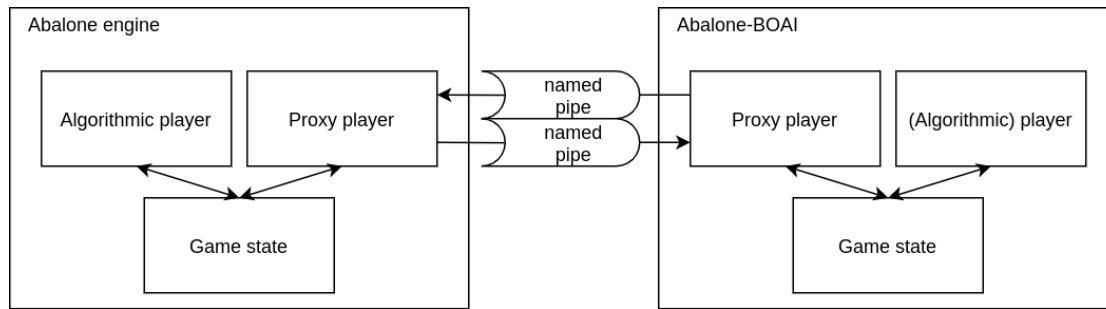 Abalone engine
Algorithmic player
Proxy player
Game state
named
pipe
named
pipe
Abalone-BOAI
Proxy player
(Algorithmic) player
Game state